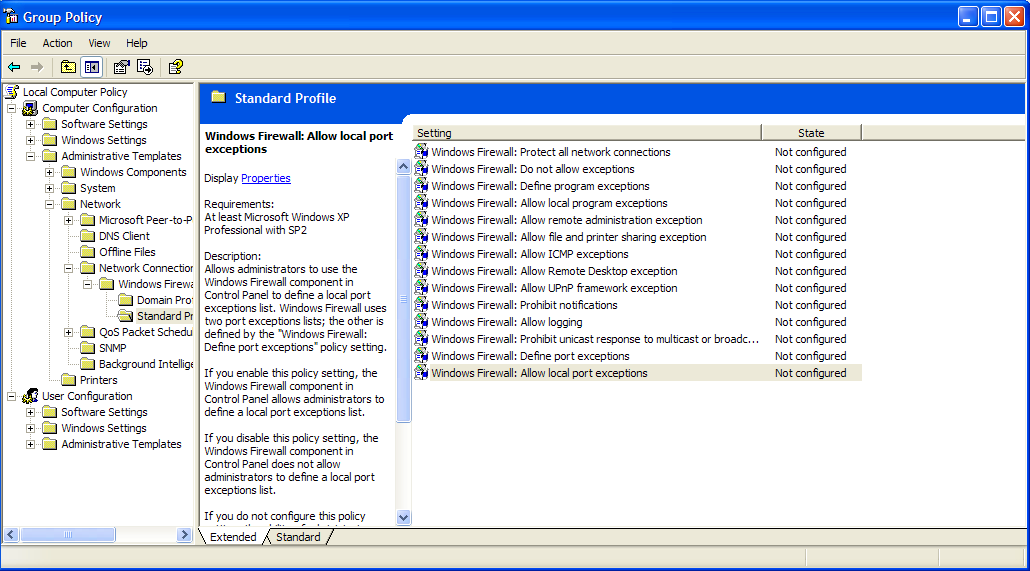 Group Policy
File Action View Help
Local Computer Policy
Computer Configuration
Software Settings
Windows Settings
Administrative Templates
Windows Components
System
Network
Microsoft Peer-to-P
DNS Client
Offline Files
Network Connection
Windows Firewa
Domain Prof
Standard Pr
QoS Packet Schedu
SNMP
Background Intellige
Printers
User Configuration
Software Settings
Windows Settings
Administrative Templates
Standard Profile
Windows Firewall: Allow local port
exceptions
Display Properties
Requirements:
At least Microsoft Windows XP
Professional with SP2
Description:
Allows administrators to use the
Windows Firewall component in
Control Panel to define a local port
exceptions list. Windows Firewall uses
two port exceptions lists; the other is
defined by the "Windows Firewall:
Define port exceptions" policy setting.
If you enable this policy setting, the
Windows Firewall component in
Control Panel allows administrators to
define a local port exceptions list.
If you disable this policy setting, the
Windows Firewall component in
Control Panel does not allow
administrators to define a local port
exceptions list.
If you do not configure this policy
Setting State
Windows Firewall: Protect all network connections Not configured
Windows Firewall: Do not allow exceptions Not configured
Windows Firewall: Define program exceptions Not configured
Windows Firewall: Allow local program exceptions Not configured
Windows Firewall: Allow remote administration exception Not configured
Windows Firewall: Allow file and printer sharing exception Not configured
Windows Firewall: Allow ICMP exceptions Not configured
Windows Firewall: Allow Remote Desktop exception Not configured
Windows Firewall: Allow UPnP framework exception Not configured
Windows Firewall: Prohibit notifications Not configured
Windows Firewall: Allow logging Not configured
Windows Firewall: Prohibit unicast response to multicast or broadc... Not configured
Windows Firewall: Define port exceptions Not configured
Windows Firewall: Allow local port exceptions Not configured
Extended Standard